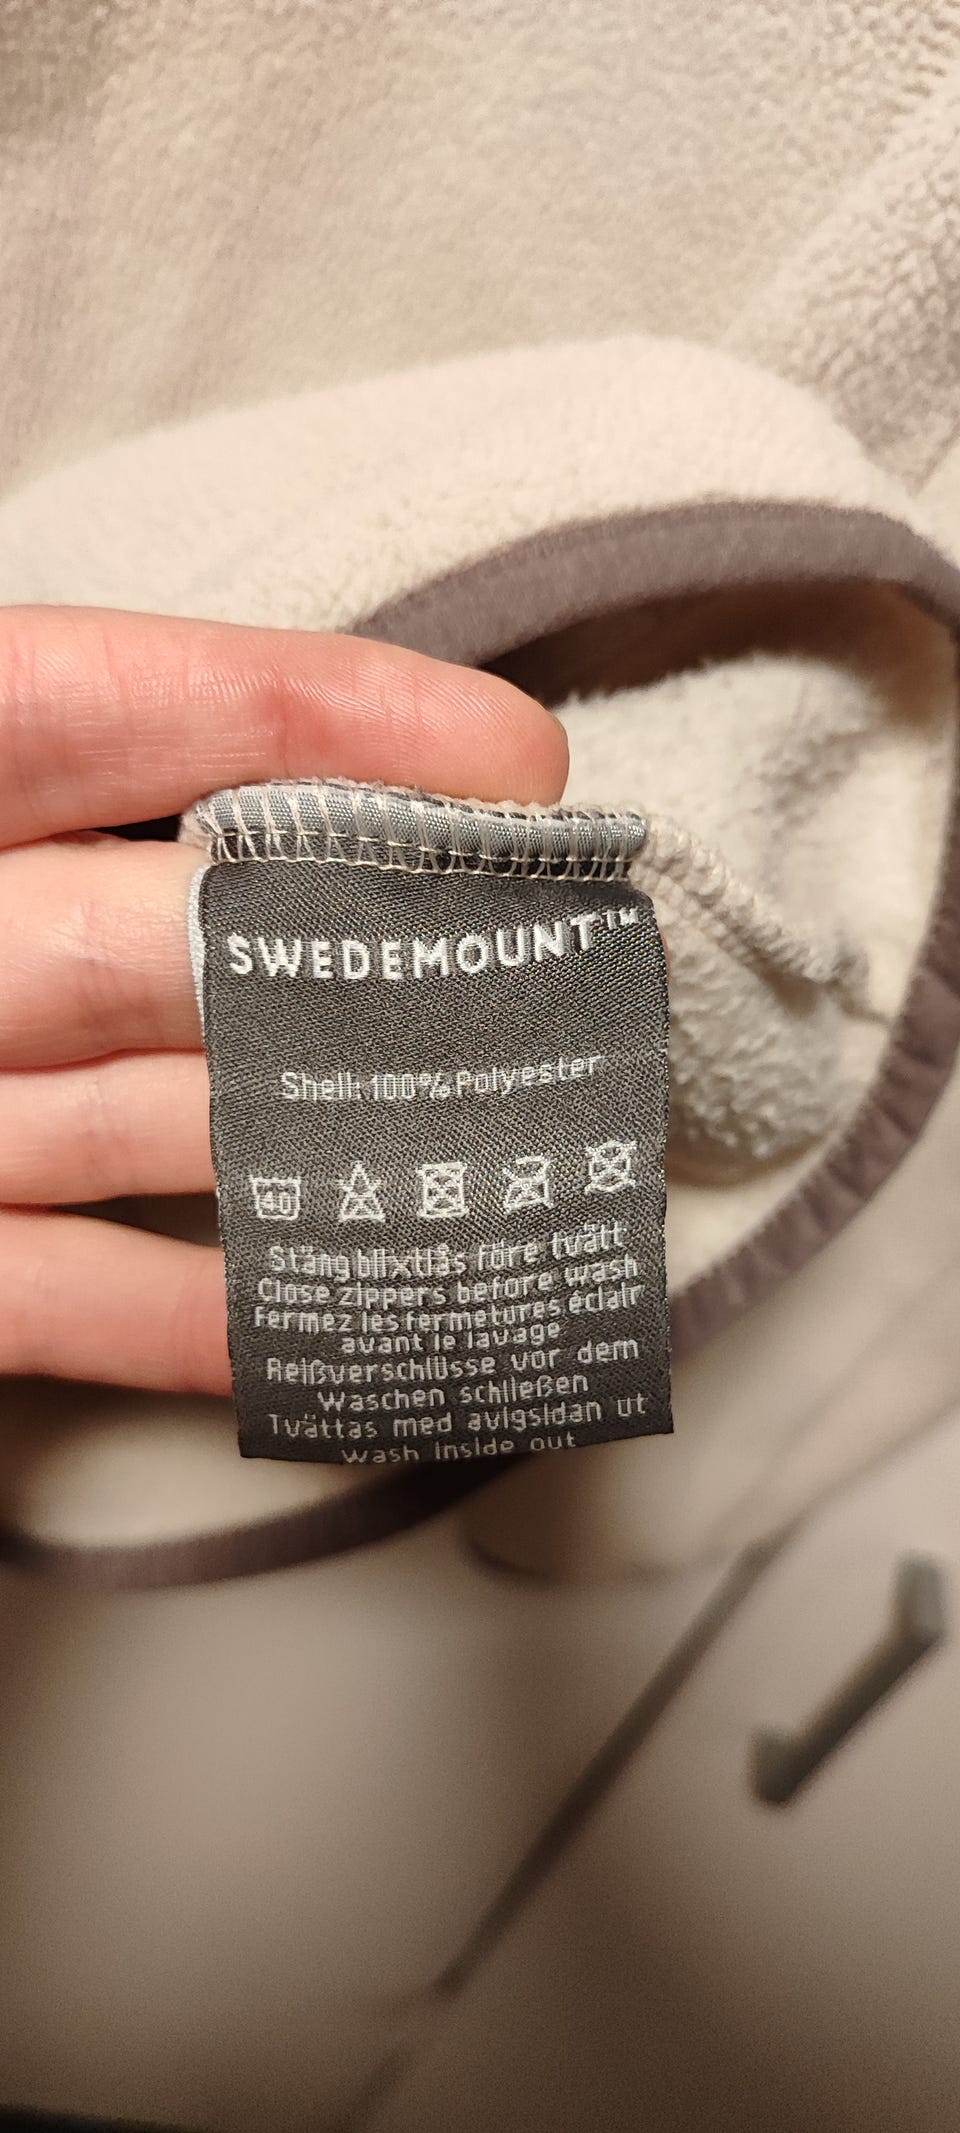 SWEDEMOUNT™
Shell: 100% Polyester
40
Stäng blixtlås före tvätt
Close zippers before wash
Fermez les fermetures éclair
avant le lavage
Reißverschlüsse vor dem
Waschen schließen
Tvättas med avigsidan ut
Wash inside out